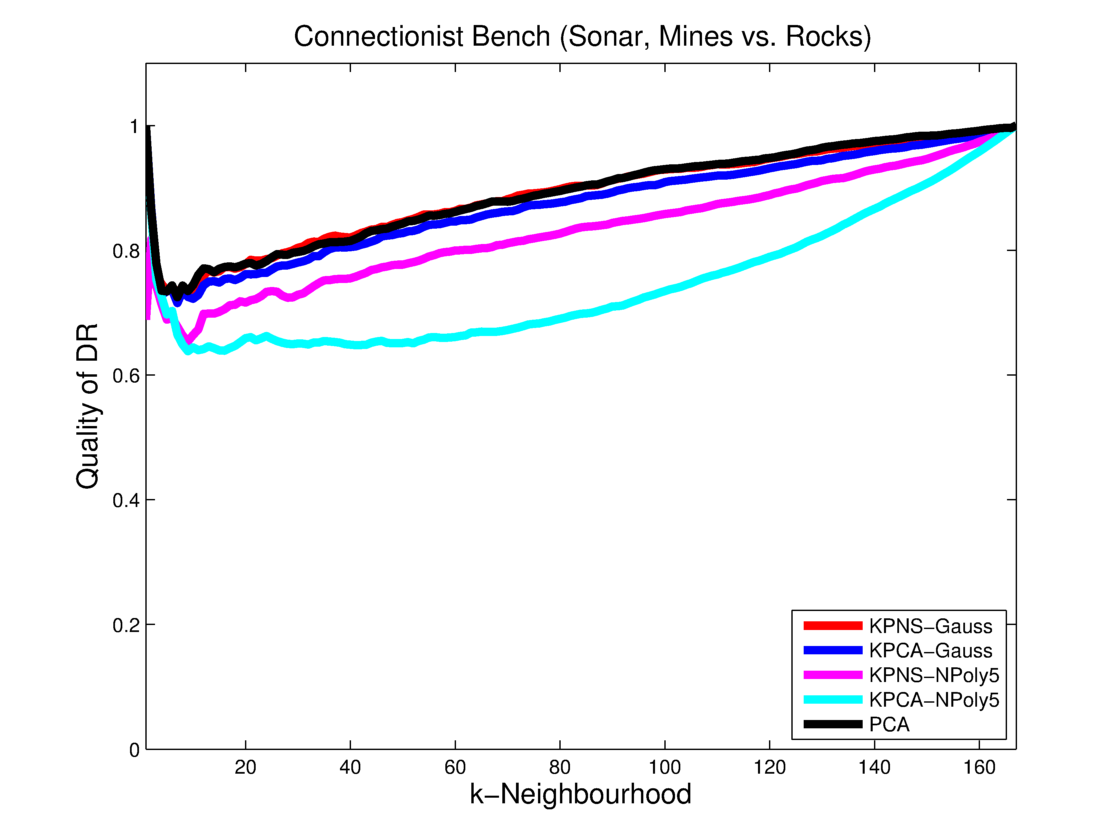 Connectionist Bench (Sonar, Mines vs. Rocks)
Quality of DR
1
0.8
0.6
0.4
0.2
0
20 40 60 80 100 120 140 160
k−Neighbourhood
KPNS−Gauss
KPCA−Gauss
KPNS−NPoly5
KPCA−NPoly5
PCA